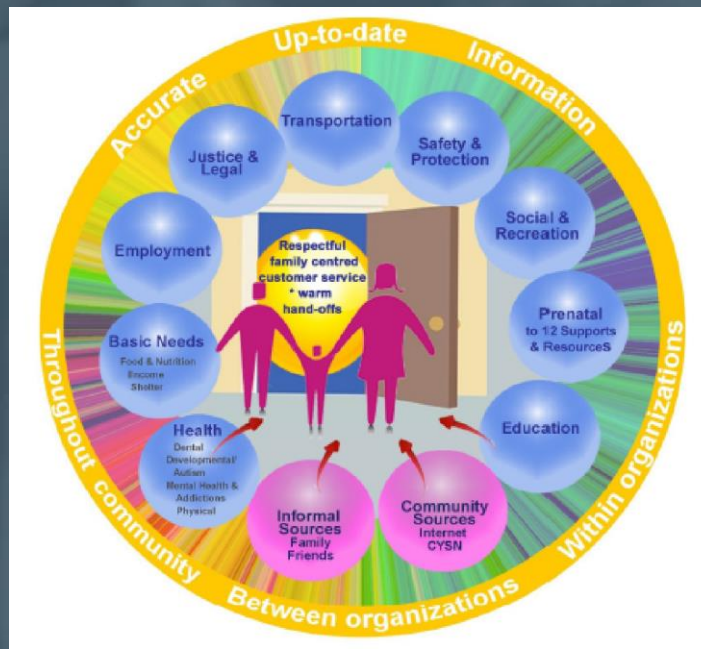 Accurate
Up-to-date
Information
Transportation
Justice &
Legal
Safety &
Protection
Employment
Social &
Recreation
Respectful
family centred
customer service
* warm
hand-offs
Basic Needs
Food & Nutrition
Encome
Shelter
Prenatal
to 12 Supports
& ResourceS
Health
Dental
Developmental/
Autism
Mental Health &
Addictions
Physical
Education
Informal
Sources
Family
Friends
Community
Sources
Internet
CYSN
Throughout community
Between organizations
Within organizations